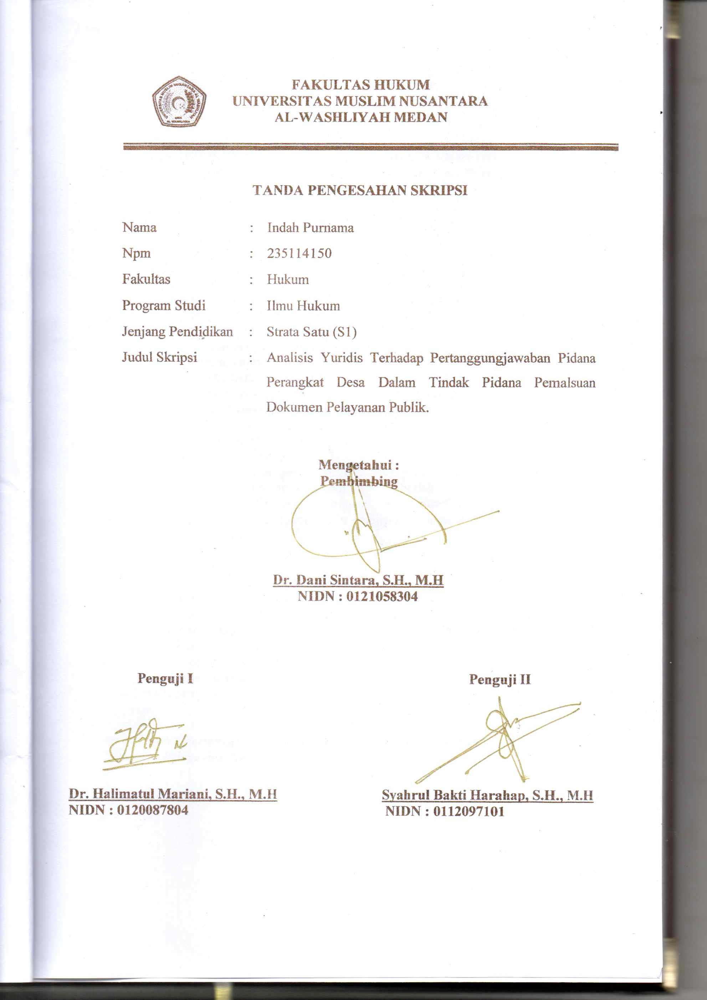 FAKULTAS HUKUM
UNIVERSITAS MUSLIM NUSANTARA
AL-WASHLIYAH MEDAN
TANDA PENGESAHAN SKRIPSI
Nama : Indah Purnama
Npm : 235114150
Fakultas : Hukum
Program Studi : Ilmu Hukum
Jenjang Pendidikan : Strata Satu (S1)
Judul Skripsi : Analisis Yuridis Terhadap Pertanggungjawaban Pidana
Perangkat Desa Dalam Tindak Pidana Pemalsuan
Dokumen Pelayanan Publik.
Mengetahui :
Pembimbing
Dr. Dani Sintara, S.H., M.H
NIDN : 0121058304
Penguji I
Penguji II
Dr. Halimatul Mariani, S.H., M.H
NIDN : 0120087804
Syahrul Bakti Harahap, S.H., M.H
NIDN : 0112097101